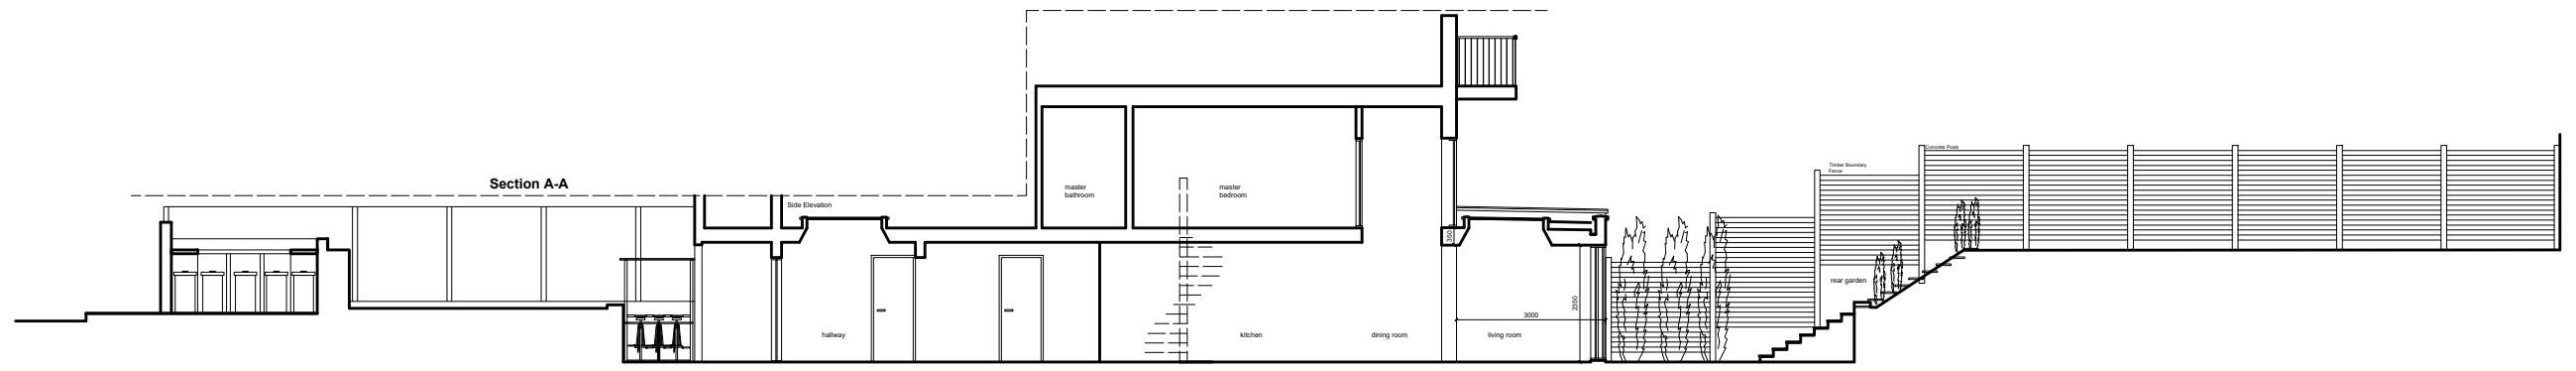 Section A-A
Side Elevation
master
bathroom
master
bedroom
Concrete Posts
Timber Boundary
Fence
350
rear garden
2350
3000
hallway
kitchen
dining room
living room